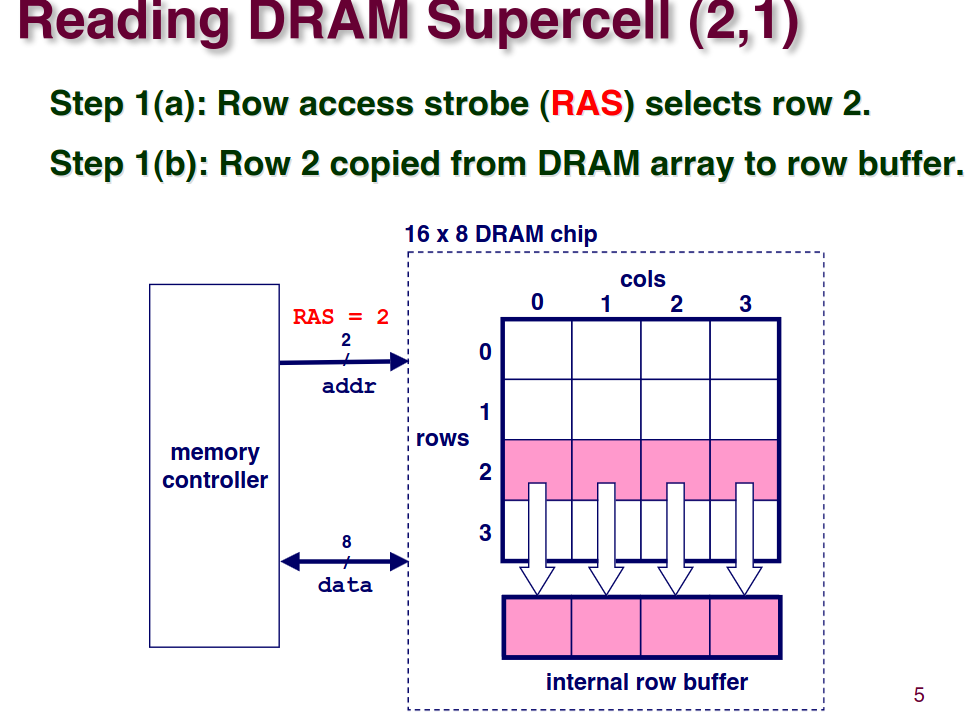 Reading DRAM Supercell (2,1)
Step 1(a): Row access strobe (RAS) selects row 2.
Step 1(b): Row 2 copied from DRAM array to row buffer.
16 x 8 DRAM chip
cols
0 1 2 3
RAS = 2
2
/
addr
0
1
rows
2
3
memory
controller
8
/
data
internal row buffer
5